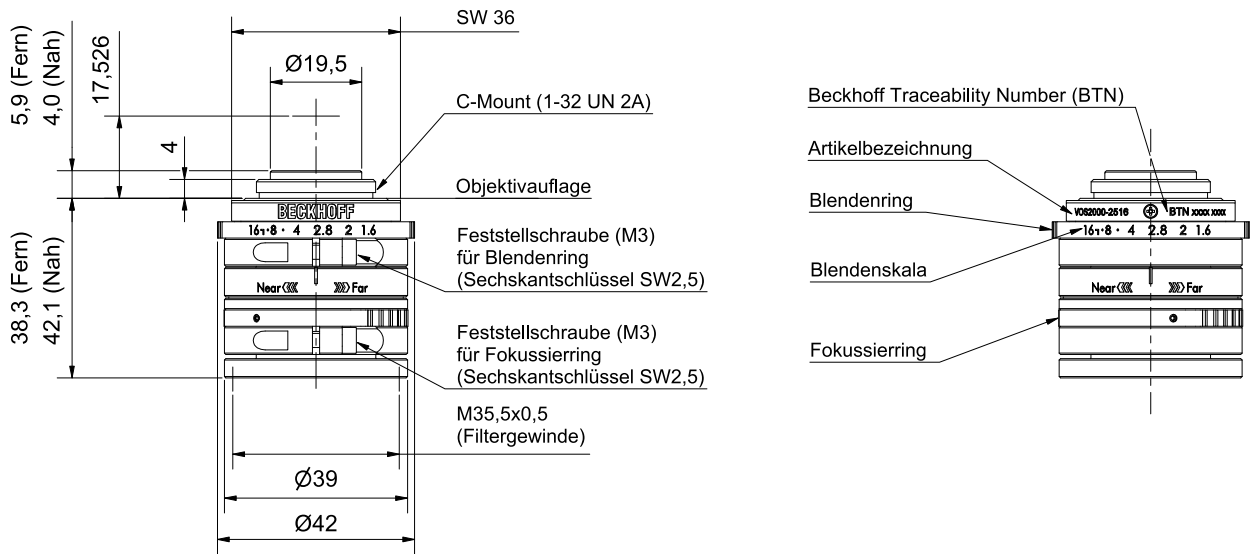 SW 36
Ø19,5
5,9 (Fern)
4,0 (Nah)
17,526
4
C-Mount (1-32 UN 2A)
Objektivauflage
BECKHOFF
16 · 8 · 4 2.8 2 1.6
Feststellschraube (M3)
für Blendenring
(Sechskantschlüssel SW2,5)
Near Far
38,3 (Fern)
42,1 (Nah)
Feststellschraube (M3)
für Fokussierring
(Sechskantschlüssel SW2,5)
M35,5x0,5
(Filtergewinde)
Ø39
Ø42
Beckhoff Traceability Number (BTN)
Artikelbezeichnung
Blendenring
VOS2000-2516 BTN xxxx xxxx
16 · 8 · 4 2.8 2 1.6
Blendenskala
Near Far
Fokussierring